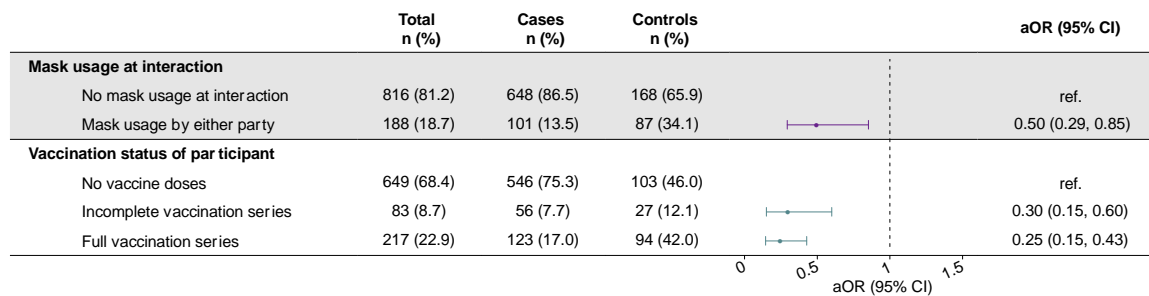 Total Cases Controls aOR (95% CI)
n (%) n (%) n (%)
Mask usage at interaction
No mask usage at interaction 816 (81.2) 648 (86.5) 168 (65.9) ref.
Mask usage by either party 188 (18.7) 101 (13.5) 87 (34.1) 0.50 (0.29, 0.85)
Vaccination status of participant
No vaccine doses 649 (68.4) 546 (75.3) 103 (46.0) ref.
Incomplete vaccination series 83 (8.7) 56 (7.7) 27 (12.1) 0.30 (0.15, 0.60)
Full vaccination series 217 (22.9) 123 (17.0) 94 (42.0) 0.25 (0.15, 0.43)
0 0.5 1 1.5
aOR (95% CI)